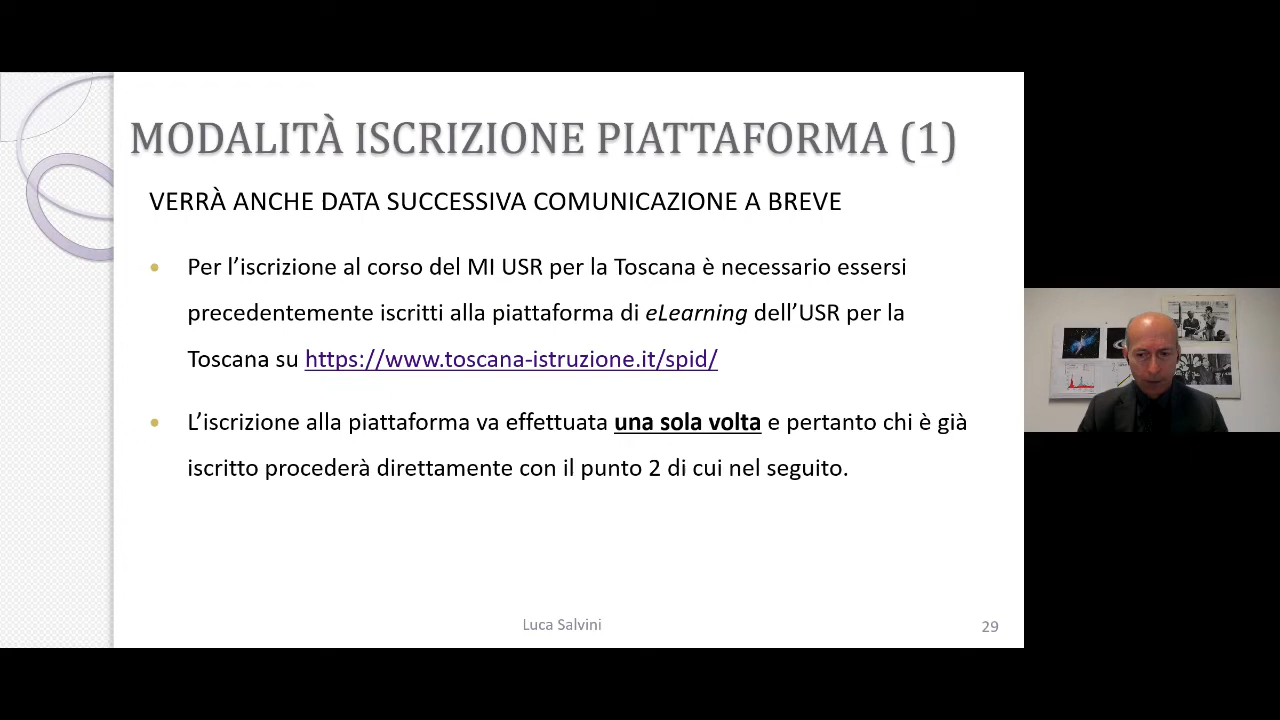 MODALITÀ ISCRIZIONE PIATTAFORMA (1)
VERRÀ ANCHE DATA SUCCESSIVA COMUNICAZIONE A BREVE
• Per l’iscrizione al corso del MI USR per la Toscana è necessario essersi
precedentemente iscritti alla piattaforma di eLearning dell’USR per la
Toscana su https://www.toscana-istruzione.it/spid/
• L’iscrizione alla piattaforma va effettuata una sola volta e pertanto chi è già
iscritto procederà direttamente con il punto 2 di cui nel seguito.
Luca Salvini
29